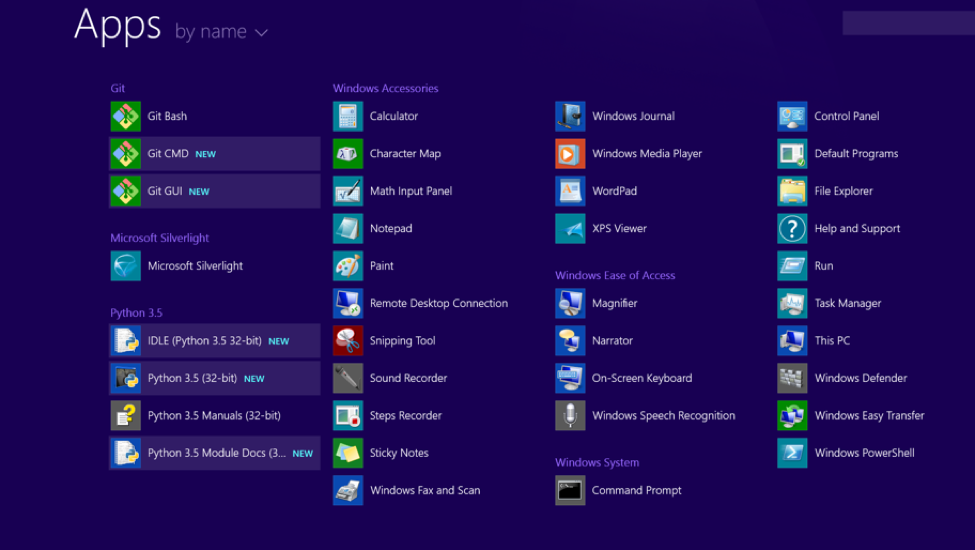 Apps by name
Git
Git Bash
Git CMD NEW
Git GUI NEW
Microsoft Silverlight
Microsoft Silverlight
Python 3.5
IDLE (Python 3.5 32-bit) NEW
Python 3.5 (32-bit) NEW
Python 3.5 Manuals (32-bit)
Python 3.5 Module Docs (3... NEW
Windows Accessories
Calculator
Character Map
Math Input Panel
Notepad
Paint
Remote Desktop Connection
Snipping Tool
Sound Recorder
Steps Recorder
Sticky Notes
Windows Fax and Scan
Windows Journal
Windows Media Player
WordPad
XPS Viewer
Windows Ease of Access
Magnifier
Narrator
On-Screen Keyboard
Windows Speech Recognition
Windows System
Command Prompt
Control Panel
Default Programs
File Explorer
Help and Support
Run
Task Manager
This PC
Windows Defender
Windows Easy Transfer
Windows PowerShell